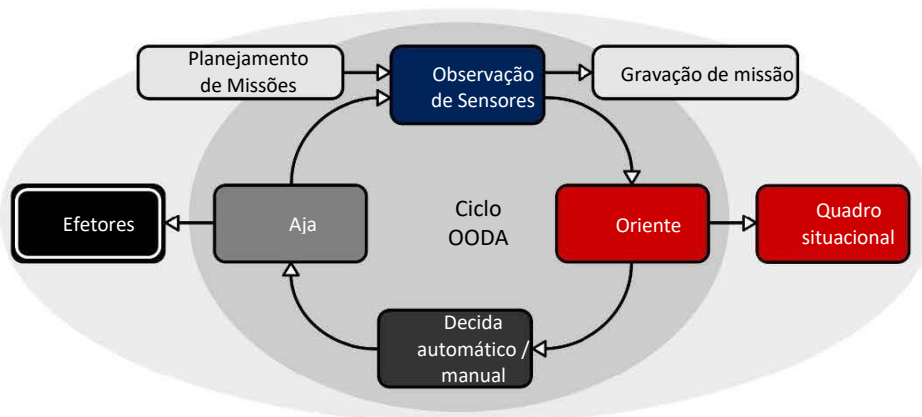 Planejamento
de Missões
Observação
de Sensores
Gravação de missão
Efetores
Aja
Ciclo
OODA
Oriente
Quadro
situacional
Decida
automático /
manual